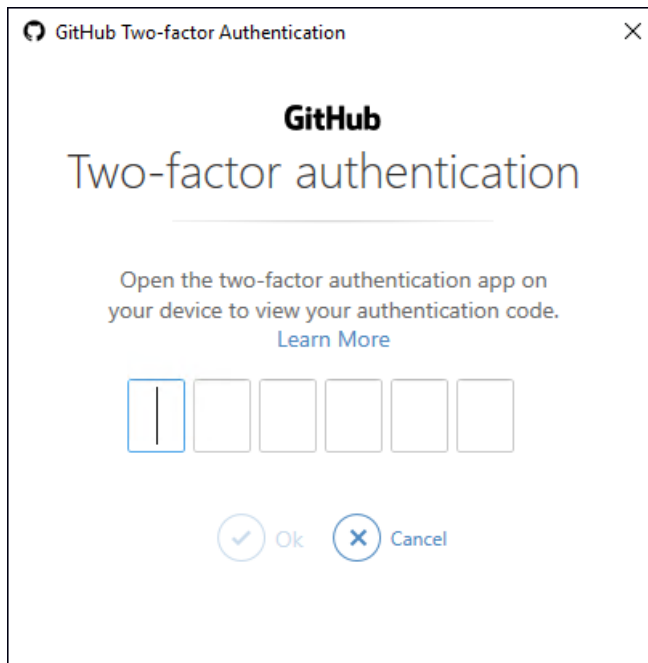 GitHub Two-factor Authentication
GitHub
Two-factor authentication
Open the two-factor authentication app on
your device to view your authentication code.
Learn More
Ok
Cancel